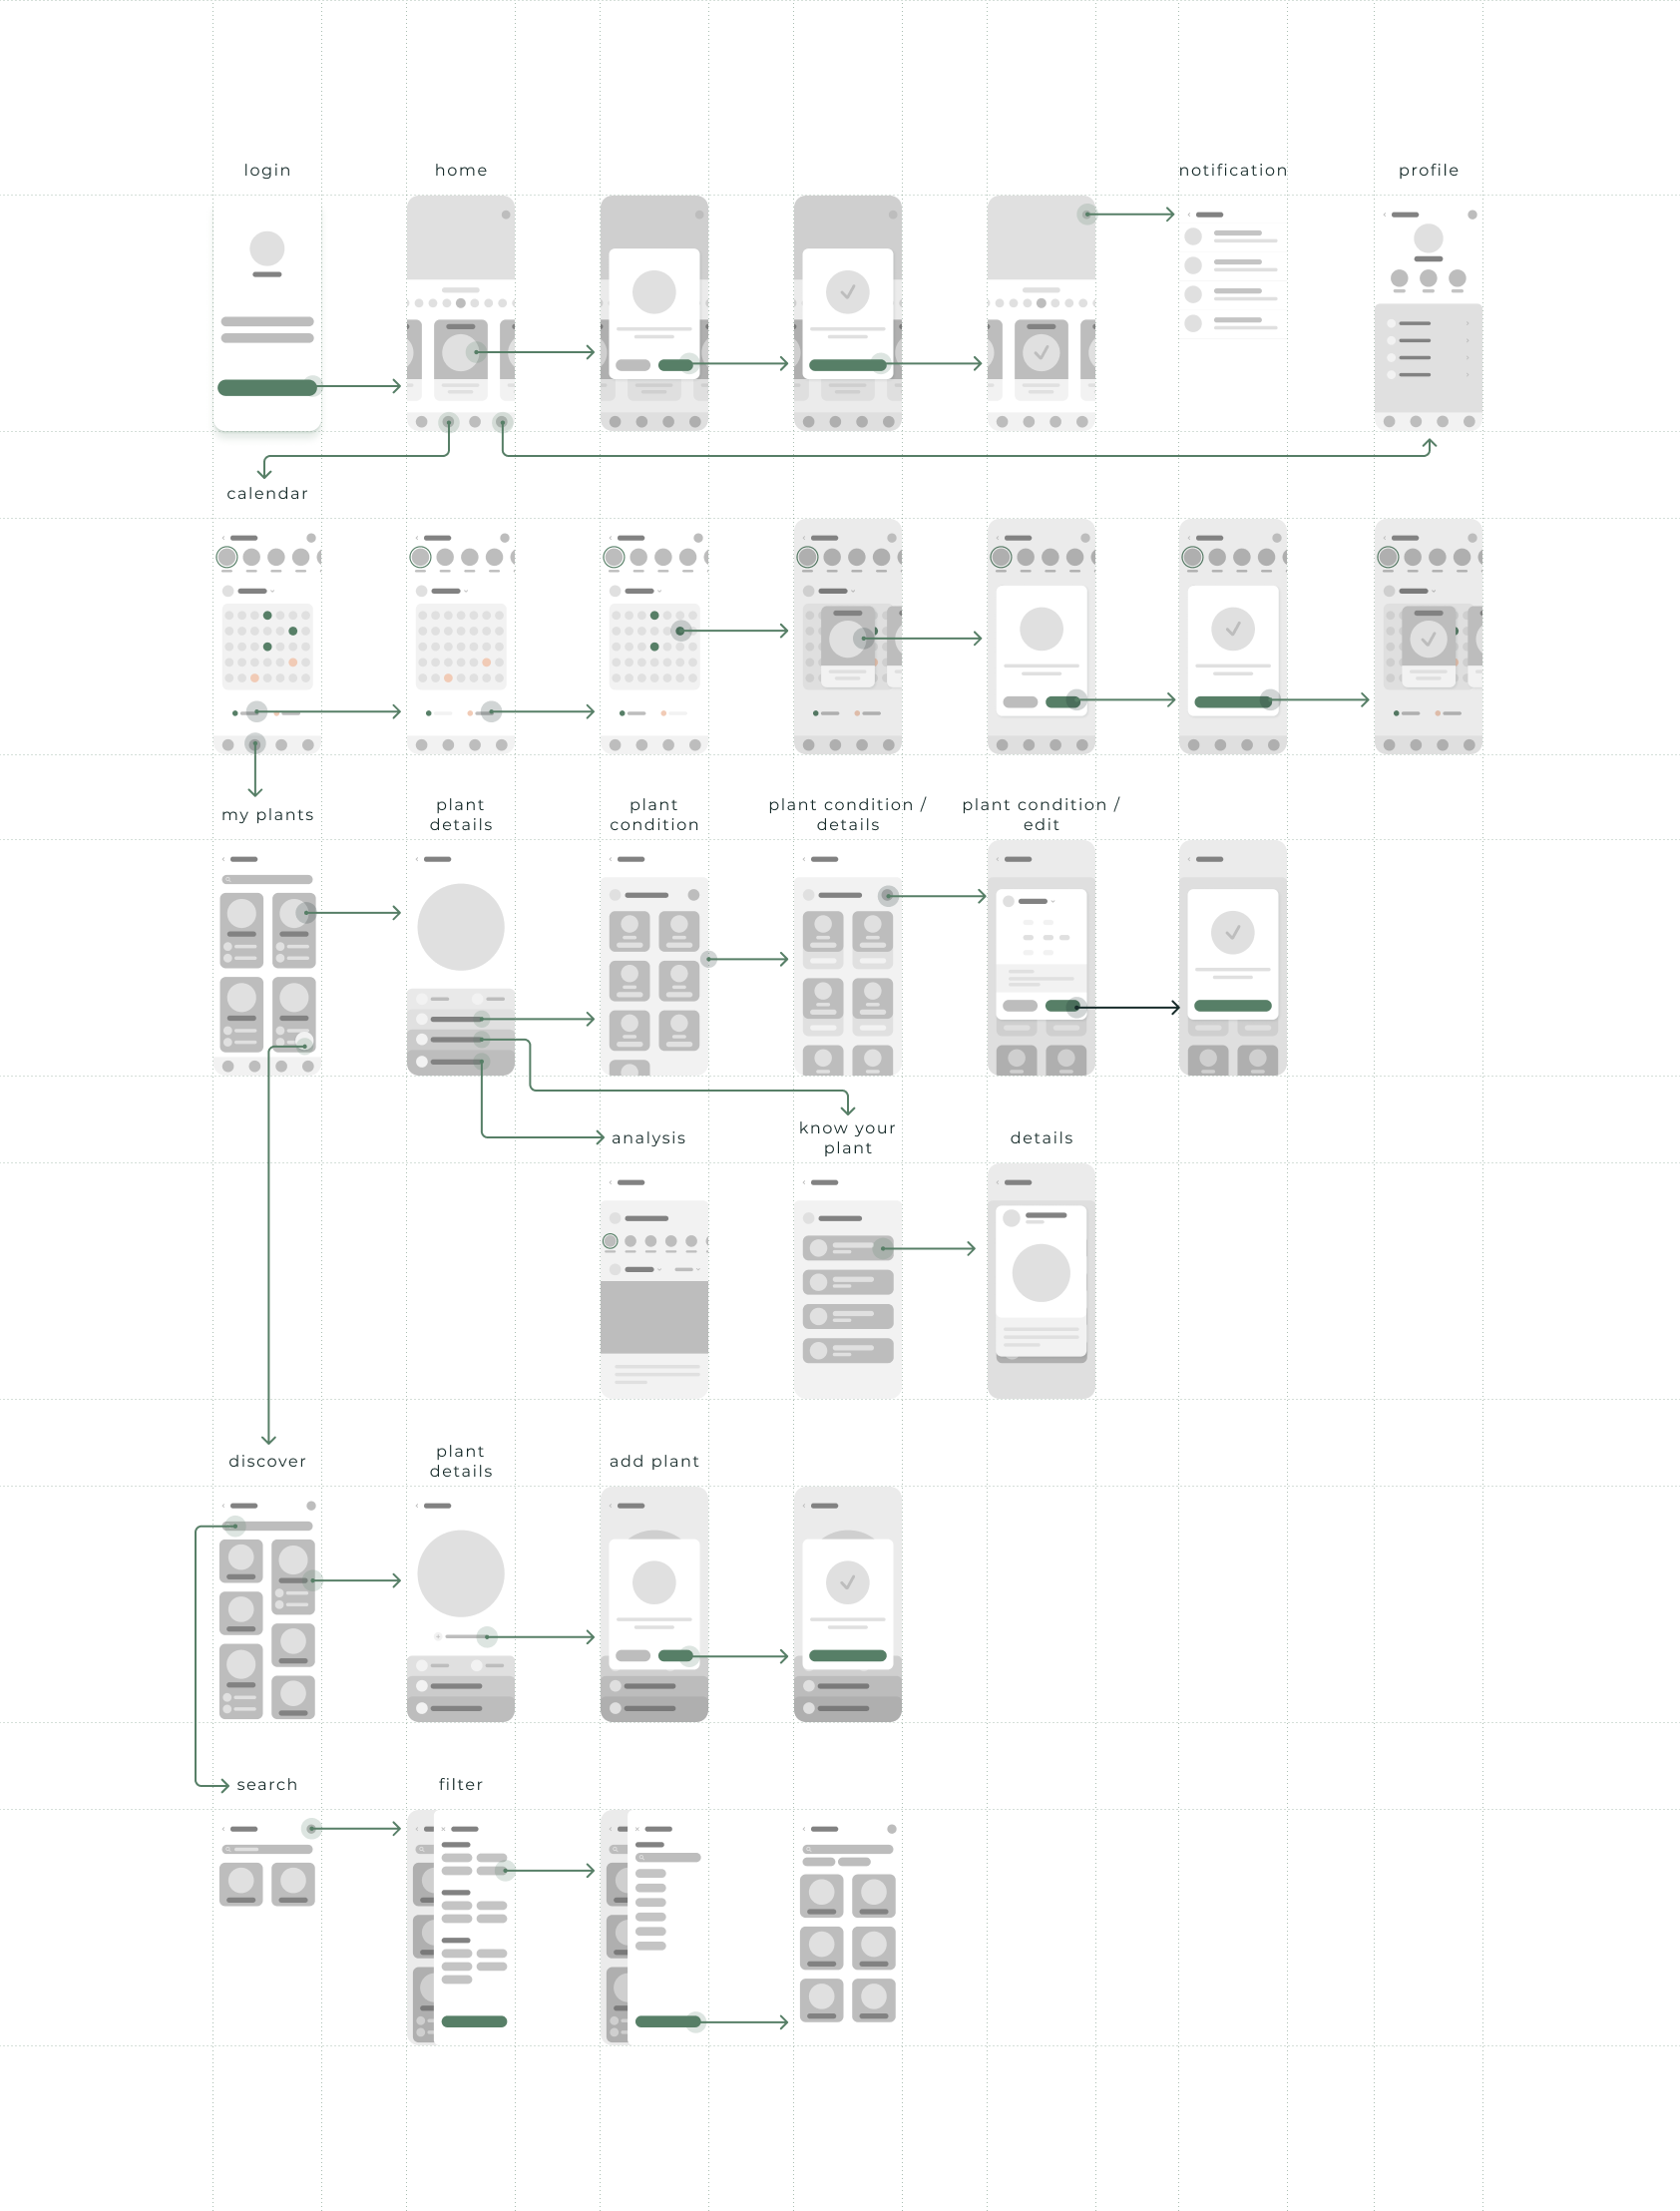 login
home
notification
profile
calendar
my plants
plant
details
plant
condition
plant condition /
details
plant condition /
edit
analysis
know your
plant
details
discover
plant
details
add plant
search
filter